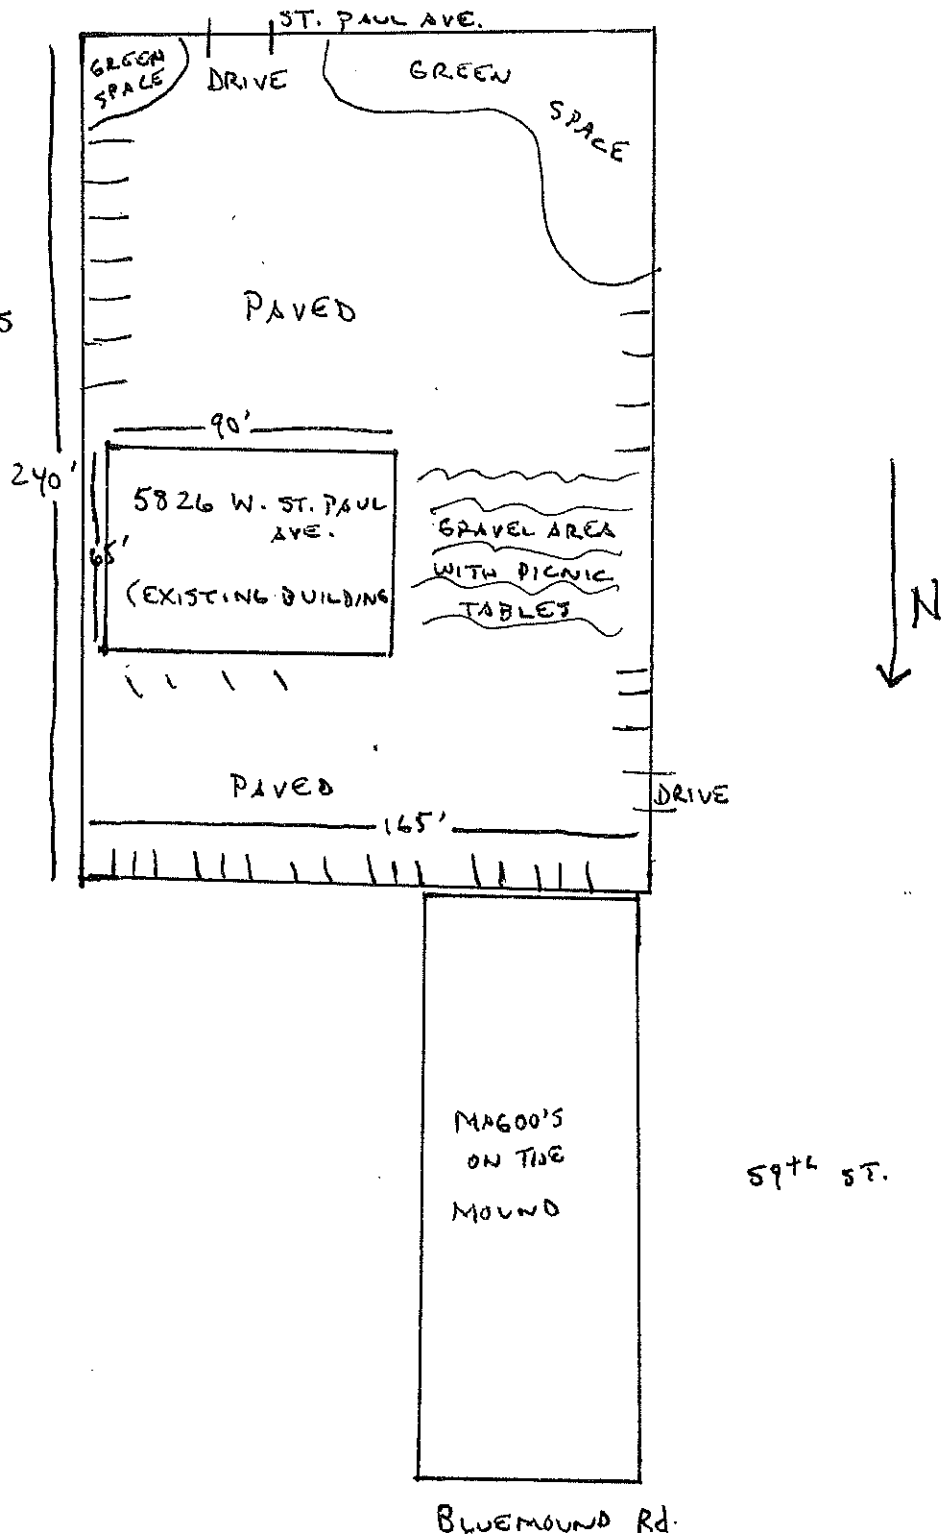 ST. PAUL AVE.
GREEN
SPACE
DRIVE
GREEN
SPACE
PAVED
5
90'
240'
65'
5826 W. ST. PAUL
AVE.
(EXISTING BUILDING
GRAVEL AREA
WITH PICNIC
TABLES
N
PAVED
DRIVE
165'
MAGOO'S
ON THE
MOUND
59th ST.
BLUEMOUND Rd.